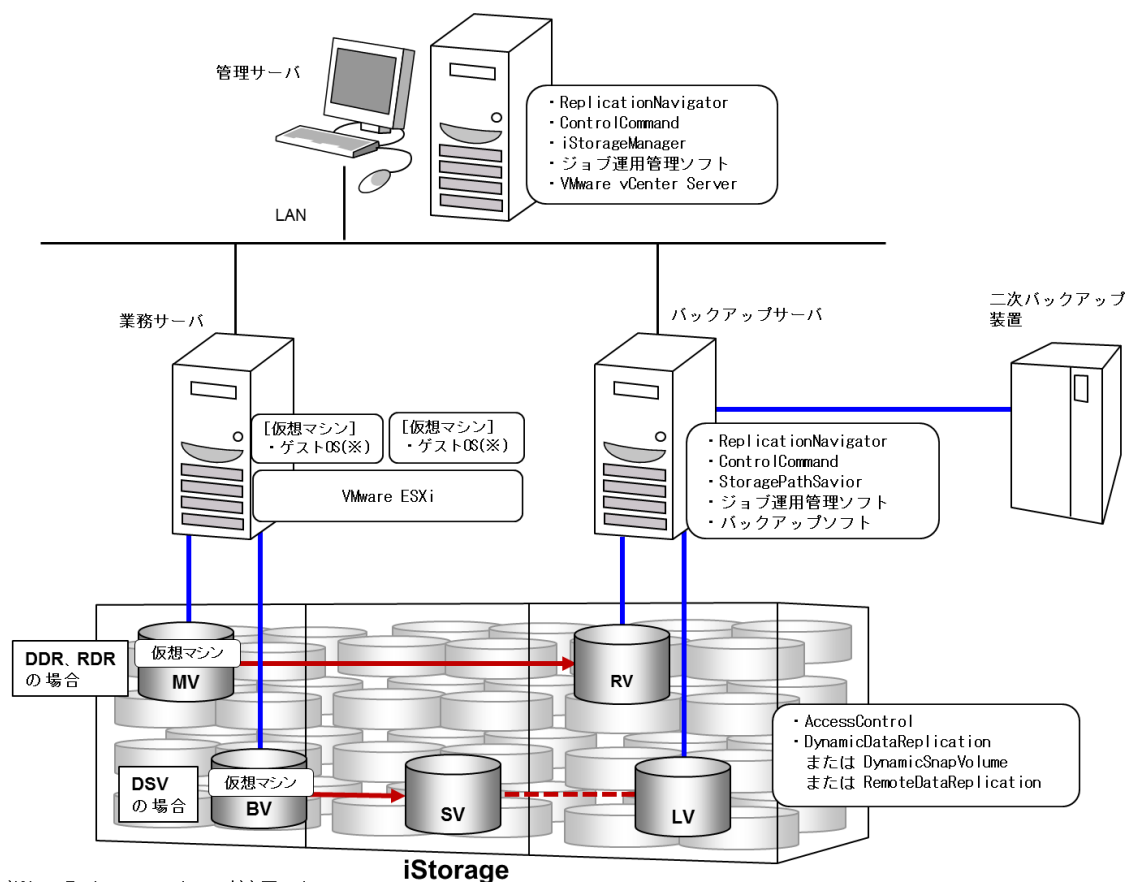 管理サーバ
・ReplicationNavigator
・ControlCommand
・iStorageManager
・ジョブ運用管理ソフト
・VMware vCenter Server
LAN
業務サーバ
バックアップサーバ
二次バックアップ
装置
[仮想マシン]
・ゲストOS(※)
[仮想マシン]
・ゲストOS(※)
VMware ESXi
・ReplicationNavigator
・ControlCommand
・StoragePathSavior
・ジョブ運用管理ソフト
・バックアップソフト
DDR、RDR
の場合
仮想マシン
MV
RV
・AccessControl
・DynamicDataReplication
または DynamicSnapVolume
または RemoteDataReplication
DSV
の場合
仮想マシン
BV
SV
LV
iStorage